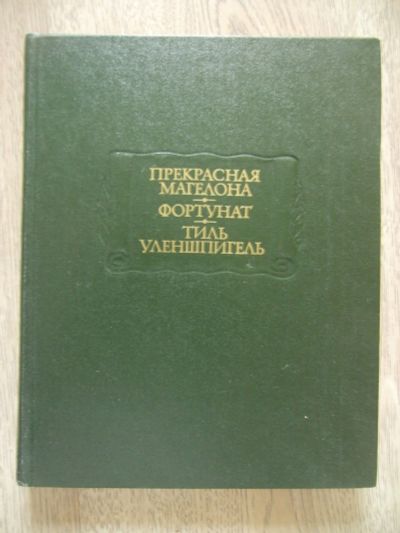 ПРЕКРАСНАЯ
МАГЕЛОНА
ФОРТУНАТ
ТИЛЬ
УЛЕНШПИГЕЛЬ